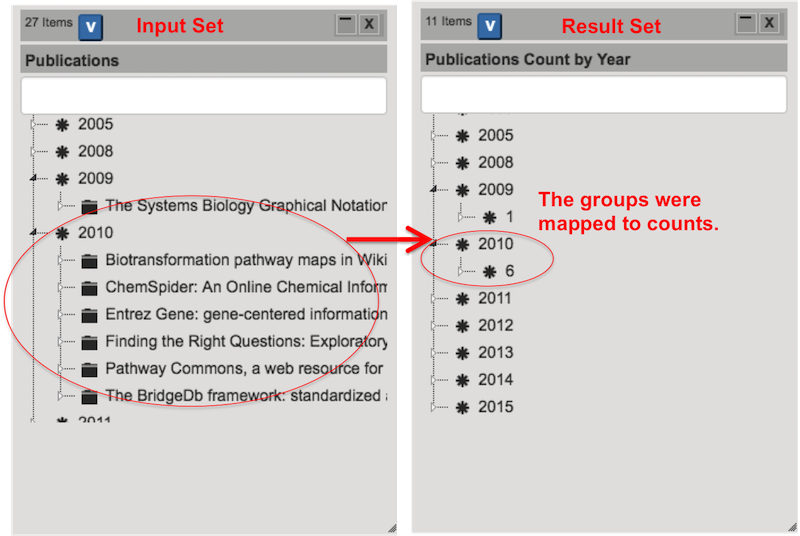 27 Items V Input Set X
Publications
2005
2008
2009
The Systems Biology Graphical Notation
2010
Biotransformation pathway maps in Wiki
ChemSpider: An Online Chemical Inform
Entrez Gene: gene-centered information
Finding the Right Questions: Exploratory
Pathway Commons, a web resource for
The BridgeDb framework: standardized a
2011
11 Items V Result Set X
Publications Count by Year
2005
2008
2009
1
2010
6
2011
2012
2013
2014
2015
The groups were
mapped to counts.